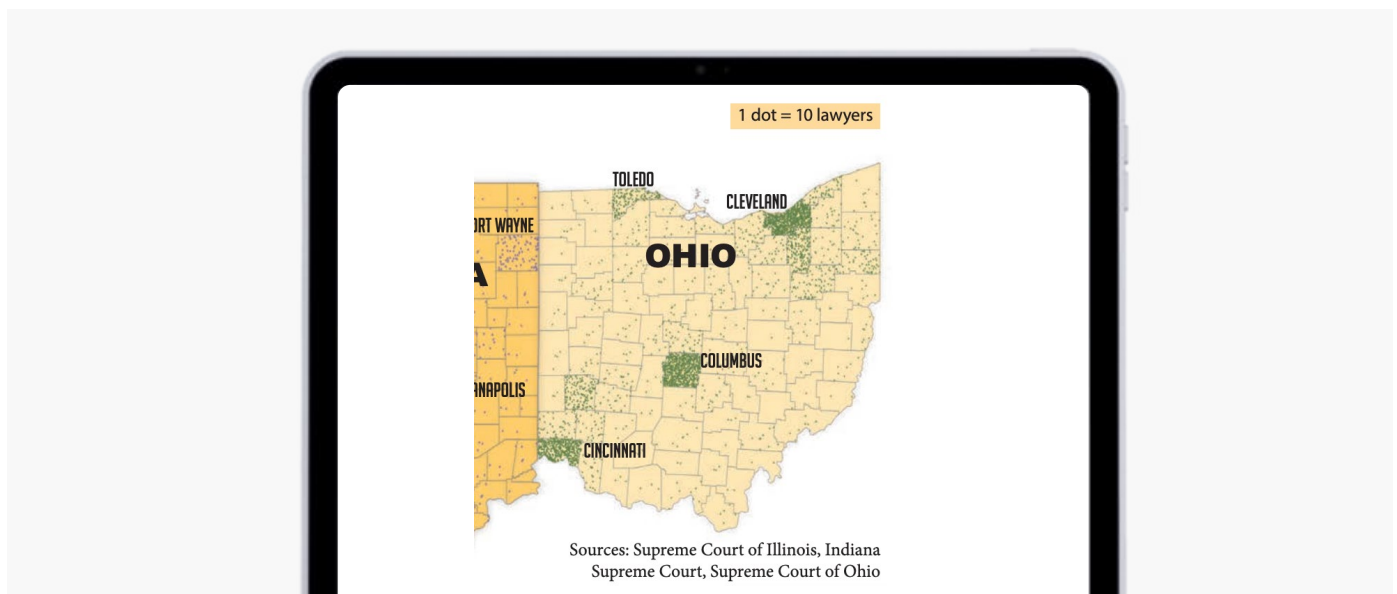 1 dot = 10 lawyers
TOLEDO
CLEVELAND
ORT WAYNE
OHIO
A
COLUMBUS
ANAPOLIS
CINCINNATI
Sources: Supreme Court of Illinois, Indiana
Supreme Court, Supreme Court of Ohio